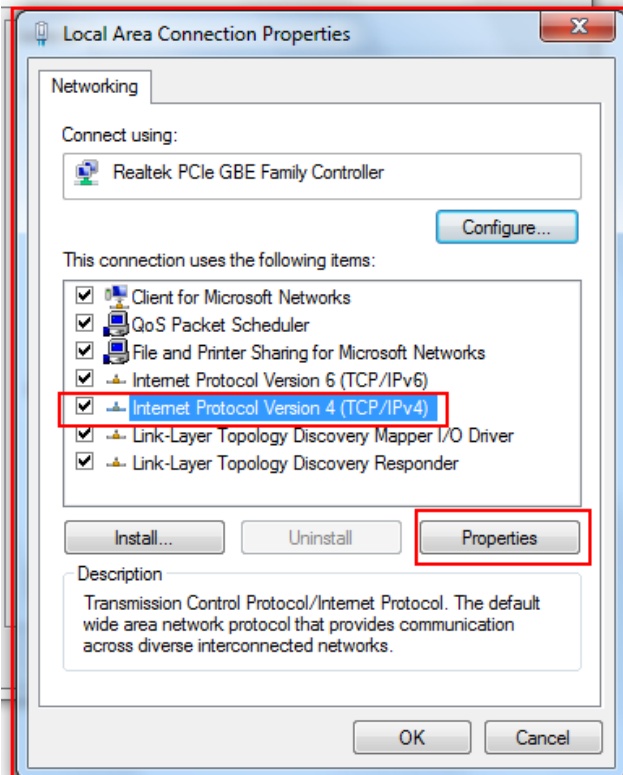 Local Area Connection Properties
Networking
Connect using:
Realtek PCIe GBE Family Controller
Configure...
This connection uses the following items:
Client for Microsoft Networks
QoS Packet Scheduler
File and Printer Sharing for Microsoft Networks
Internet Protocol Version 6 (TCP/IPv6)
Internet Protocol Version 4 (TCP/IPv4)
Link-Layer Topology Discovery Mapper I/O Driver
Link-Layer Topology Discovery Responder
Install... Uninstall Properties
Description
Transmission Control Protocol/Internet Protocol. The default
wide area network protocol that provides communication
across diverse interconnected networks.
OK Cancel